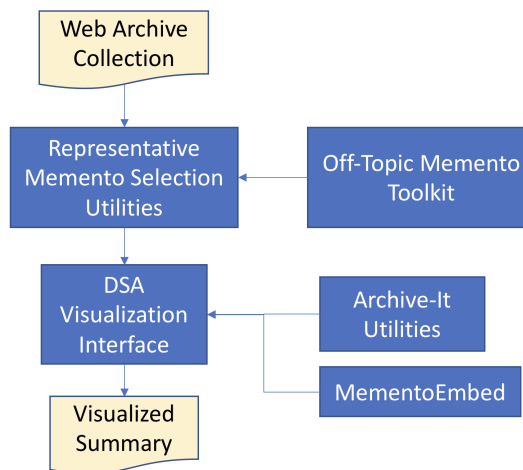 Web Archive
Collection
Representative
Memento Selection
Utilities
Off-Topic Memento
Toolkit
DSA
Visualization
Interface
Archive-It
Utilities
MementoEmbed
Visualized
Summary